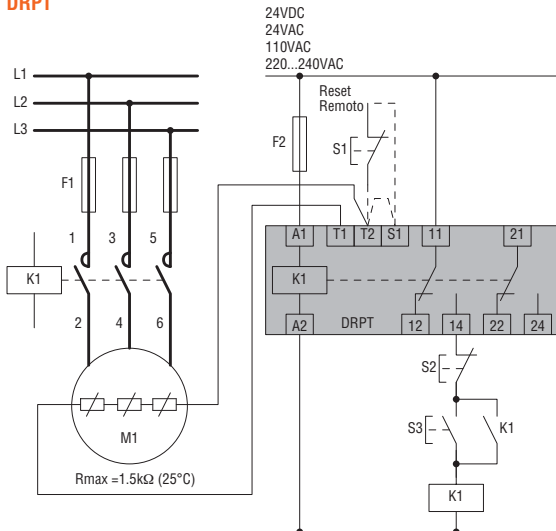 DRPT
24VDC
24VAC
110VAC
220...240VAC
L1
L2
L3
Reset
Remoto
F2
S1
F1
1 3 5
K1
2 4 6
A1 T1 T2 S1 11 21
K1
A2 DRPT 12 14 22 24
M1
Rmax =1.5kΩ (25°C)
S2
S3 K1
K1